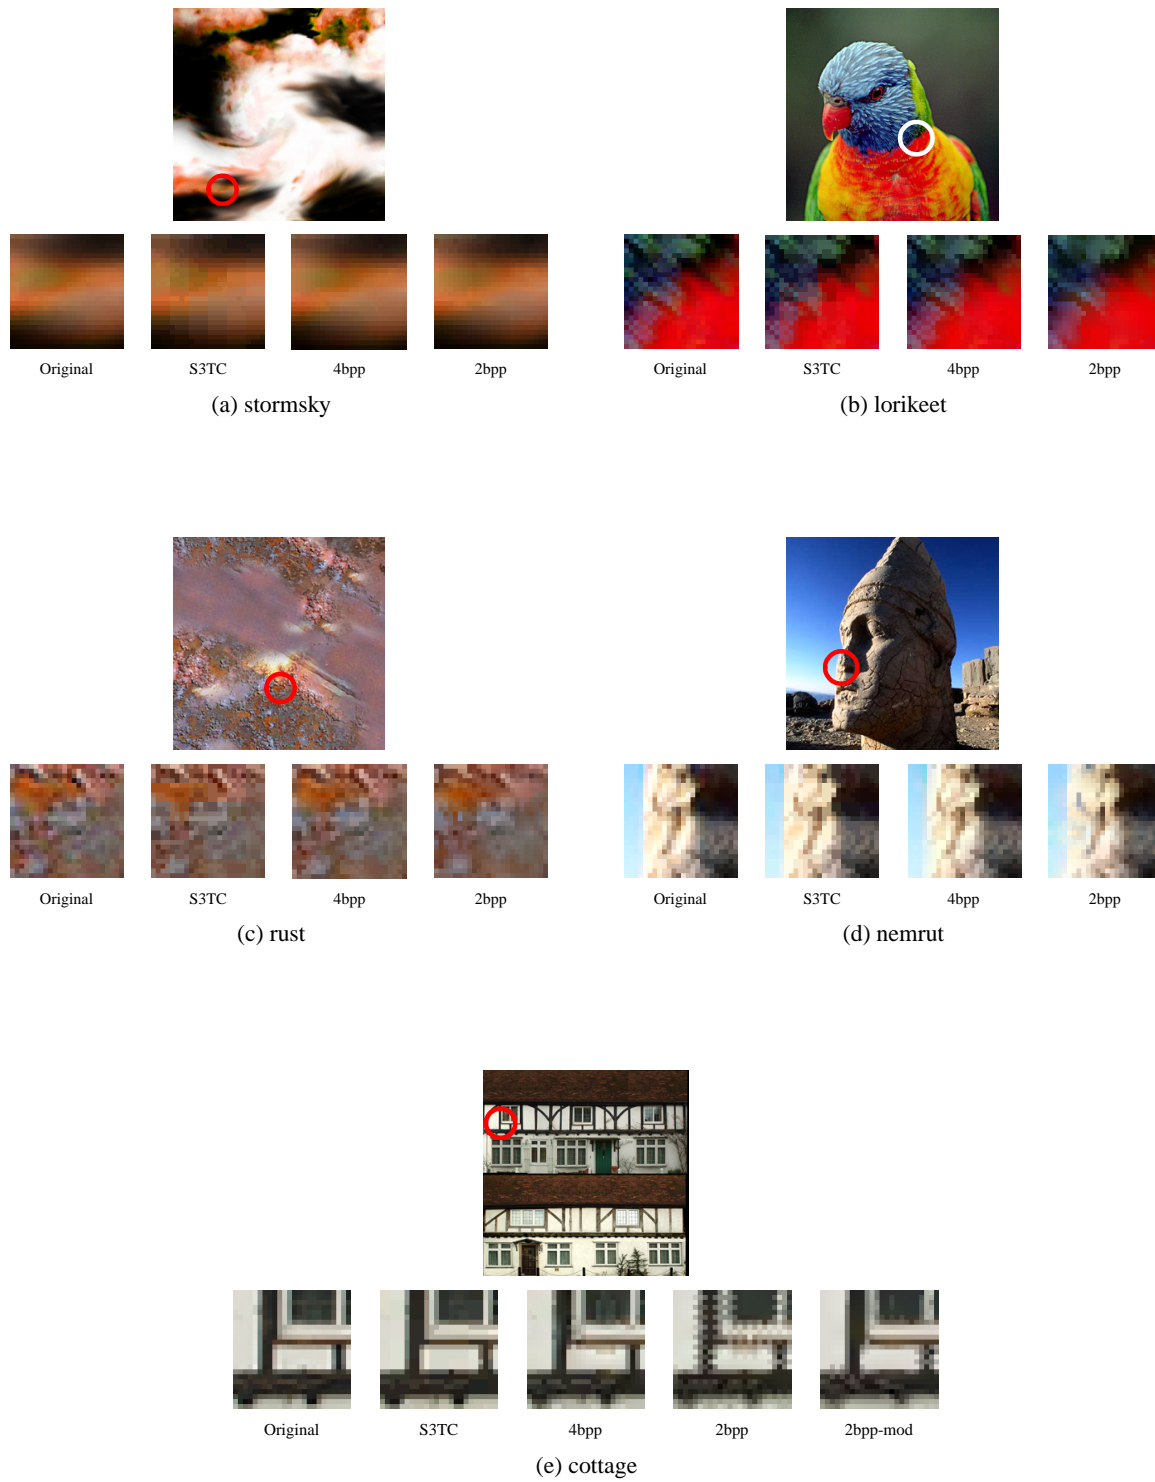 Original S3TC 4bpp 2bpp
(a) stormsky
Original S3TC 4bpp 2bpp
(b) lorikeet
Original S3TC 4bpp 2bpp
(c) rust
Original S3TC 4bpp 2bpp
(d) nemrut
Original S3TC 4bpp 2bpp 2bpp-mod
(e) cottage